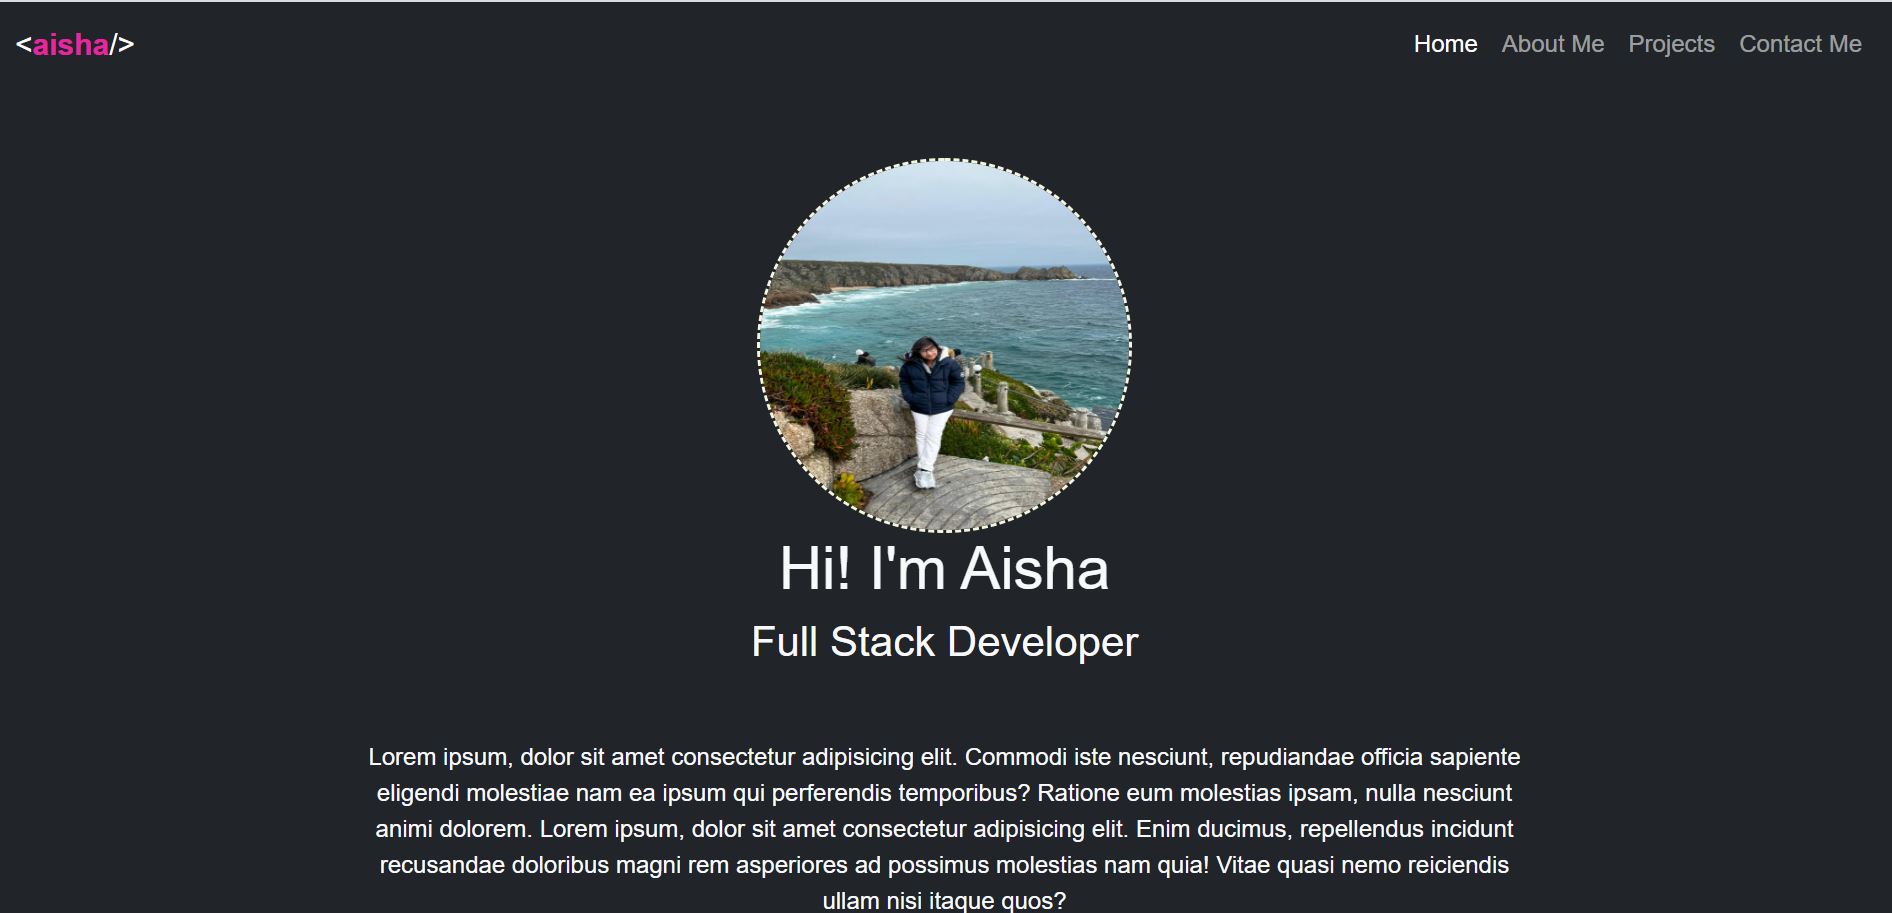 <aisha/>
Home About Me Projects Contact Me
Hi! I'm Aisha
Full Stack Developer
Lorem ipsum, dolor sit amet consectetur adipisicing elit. Commodi iste nesciunt, repudiandae officia sapiente
eligendi molestiae nam ea ipsum qui perferendis temporibus? Ratione eum molestias ipsam, nulla nesciunt
animi dolorem. Lorem ipsum, dolor sit amet consectetur adipisicing elit. Enim ducimus, repellendus incidunt
recusandae doloribus magni rem asperiores ad possimus molestias nam quia! Vitae quasi nemo reiciendis
ullam nisi itaque quos?